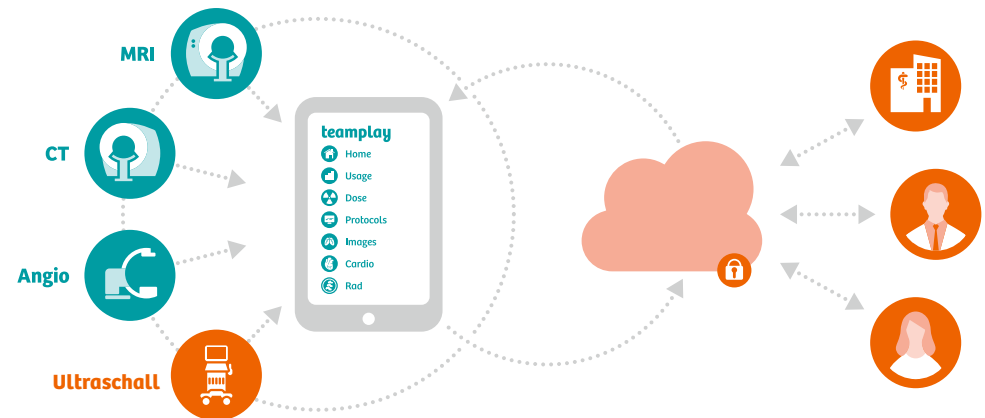 MRI
CT
Angio
Ultraschall
teamplay
Home
Usage
Dose
Protocols
Images
Cardio
Rad